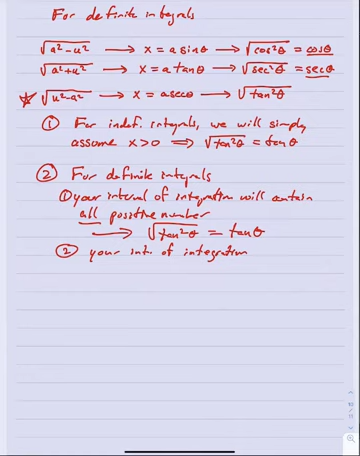 For definite integrals
√a²-u² → x = a sinθ → √cos²θ = cosθ
√a²+u² → x = a tanθ → √sec²θ = secθ
☆ √u²-a² → x = a secθ → √tan²θ
① For indef. integrals, we will simply
assume x>0 ⇒ √tan²θ = tanθ
② For definite integrals
① your interval of integration will contain
all positive number
→ √tan²θ = tanθ
② your int. of integration